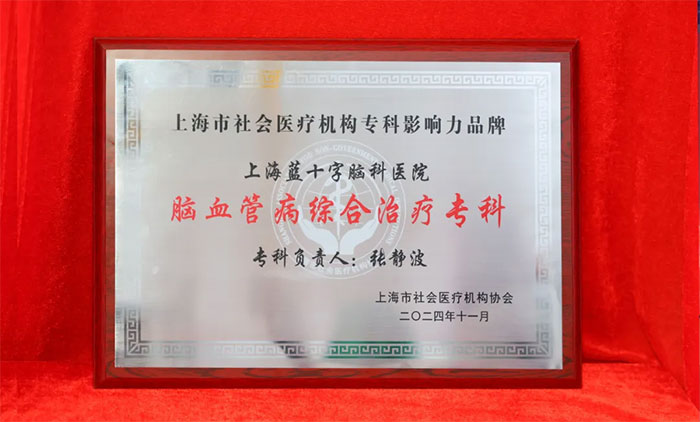 上海市社会医疗机构专科影响力品牌
上海蓝十字脑科医院
脑血管病综合治疗专科
专科负责人：张静波
上海市社会医疗机构协会
二〇二四年十一月